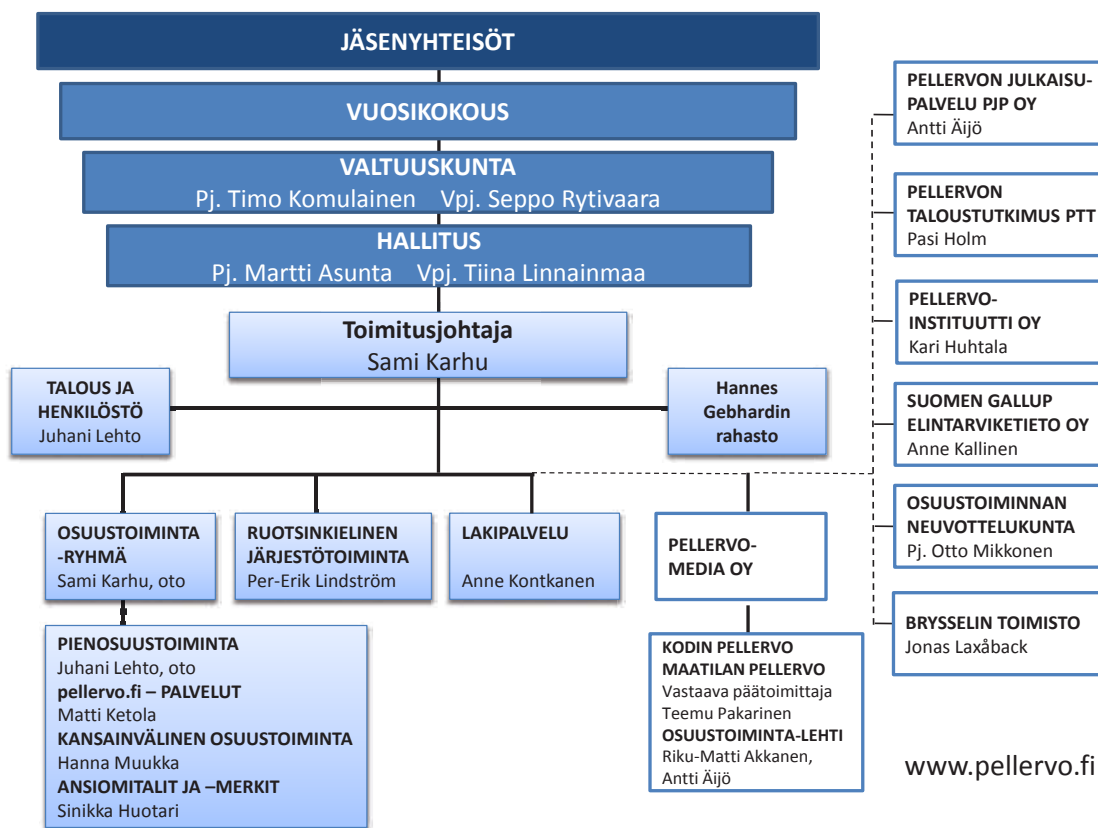 JÄSENYHTEISÖT
VUOSIKOKOUS
VALTUUSKUNTA
Pj. Timo Komulainen Vpj. Seppo Rytivaara
HALLITUS
Pj. Martti Asunta Vpj. Tiina Linnainmaa
Toimitusjohtaja
Sami Karhu
TALOUS JA
HENKILÖSTÖ
Juhani Lehto
Hannes
Gebhardin
rahasto
OSUUSTOIMINTA
-RYHMÄ
Sami Karhu, oto
RUOTSINKIELINEN
JÄRJESTÖTOIMINTA
Per-Erik Lindström
LAKIPALVELU
Anne Kontkanen
PELLERVO-
MEDIA OY
PIENOSUUSTOIMINTA
Juhani Lehto, oto
pellervo.fi – PALVELUT
Matti Ketola
KANSAINVÄLINEN OSUUSTOIMINTA
Hanna Muukka
ANSIOMITALIT JA –MERKIT
Sinikka Huotari
KODIN PELLERVO
MAATILAN PELLERVO
Vastaava päätoimittaja
Teemu Pakarinen
OSUUSTOIMINTA-LEHTI
Riku-Matti Akkanen,
Antti Äijö
PELLERVON JULKAISU-
PALVELU PJP OY
Antti Äijö
PELLERVON
TALOUSTUTKIMUS PTT
Pasi Holm
PELLERVO-
INSTITUUTTI OY
Kari Huhtala
SUOMEN GALLUP
ELINTARVIKETIETO OY
Anne Kallinen
OSUUSTOIMINNAN
NEUVOTTELUKUNTA
Pj. Otto Mikkonen
BRYSSELIN TOIMISTO
Jonas Laxåback
www.pellervo.fi